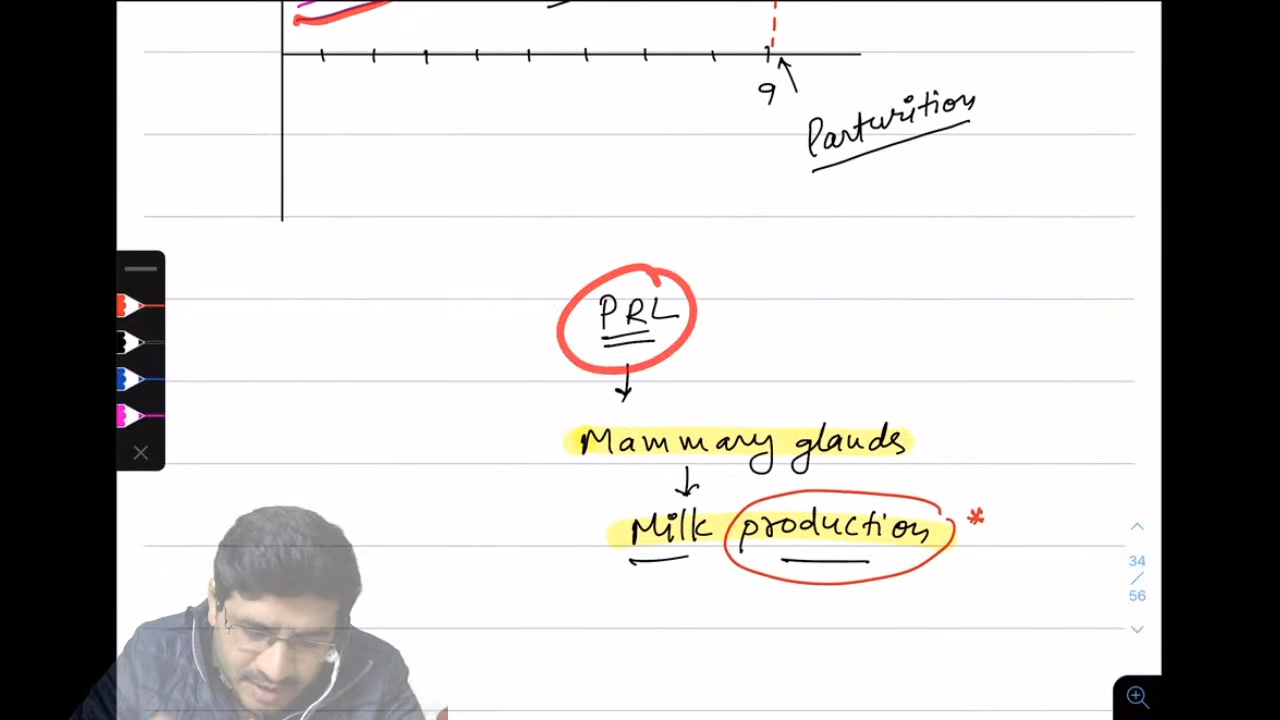 9
Parturition
PRL
Mammary glands
Milk production *
34
/
56